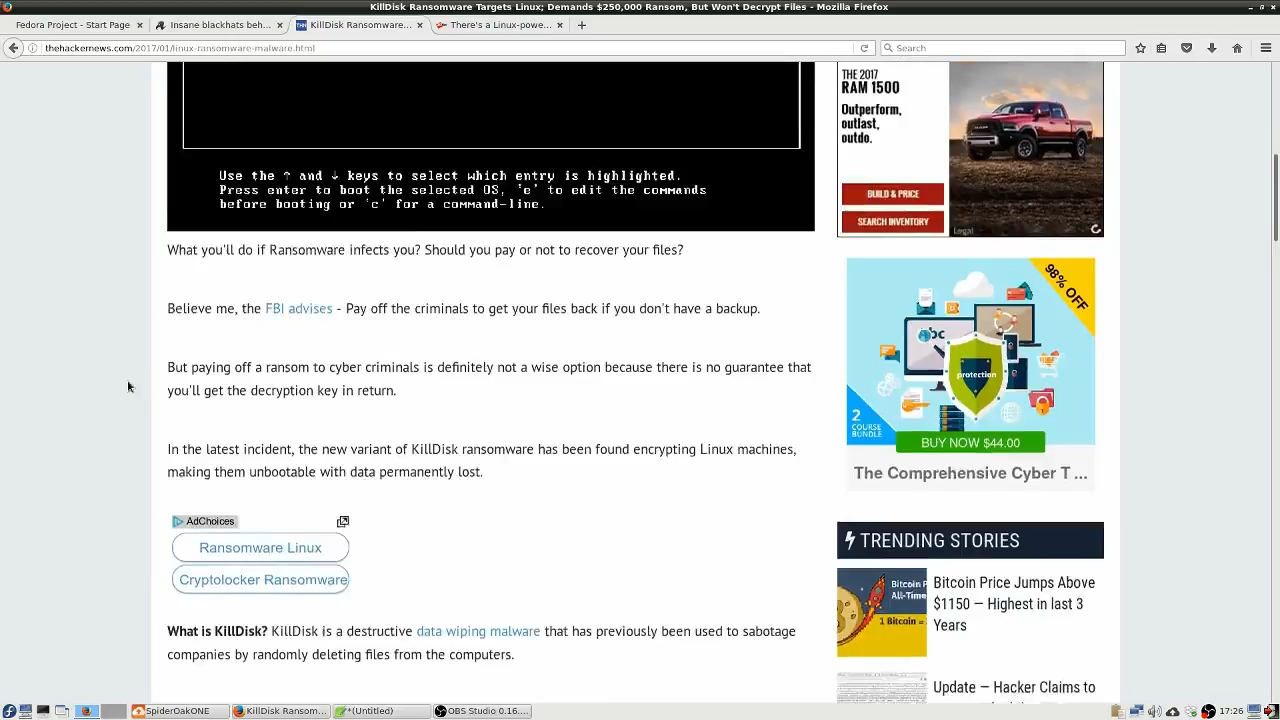 KillDisk Ransomware Targets Linux; Demands $250,000 Ransom, But Won't Decrypt Files - Mozilla Firefox
Fedora Project - Start Page
Insane blackhats beh...
KillDisk Ransomware...
There's a Linux-powe...
thehackernews.com/2017/01/linux-ransomware-malware.html
Search
Use the ↑ and ↓ keys to select which entry is highlighted.
Press enter to boot the selected OS, 'e' to edit the commands
before booting or 'c' for a command-line.
What you'll do if Ransomware infects you? Should you pay or not to recover your files?
Believe me, the FBI advises - Pay off the criminals to get your files back if you don't have a backup.
But paying off a ransom to cyber criminals is definitely not a wise option because there is no guarantee that
you'll get the decryption key in return.
In the latest incident, the new variant of KillDisk ransomware has been found encrypting Linux machines,
making them unbootable with data permanently lost.
AdChoices
Ransomware Linux
Cryptolocker Ransomware
What is KillDisk? KillDisk is a destructive data wiping malware that has previously been used to sabotage
companies by randomly deleting files from the computers.
THE 2017
RAM 1500
Outperform,
outlast,
outdo.
BUILD & PRICE
SEARCH INVENTORY
Legal
98% OFF
protection
2
COURSE
BUNDLE
BUY NOW $44.00
The Comprehensive Cyber T ...
TRENDING STORIES
Bitcoin P
All-Time
1 Bitcoin =
Bitcoin Price Jumps Above
$1150 — Highest in last 3
Years
Update — Hacker Claims to
17:26